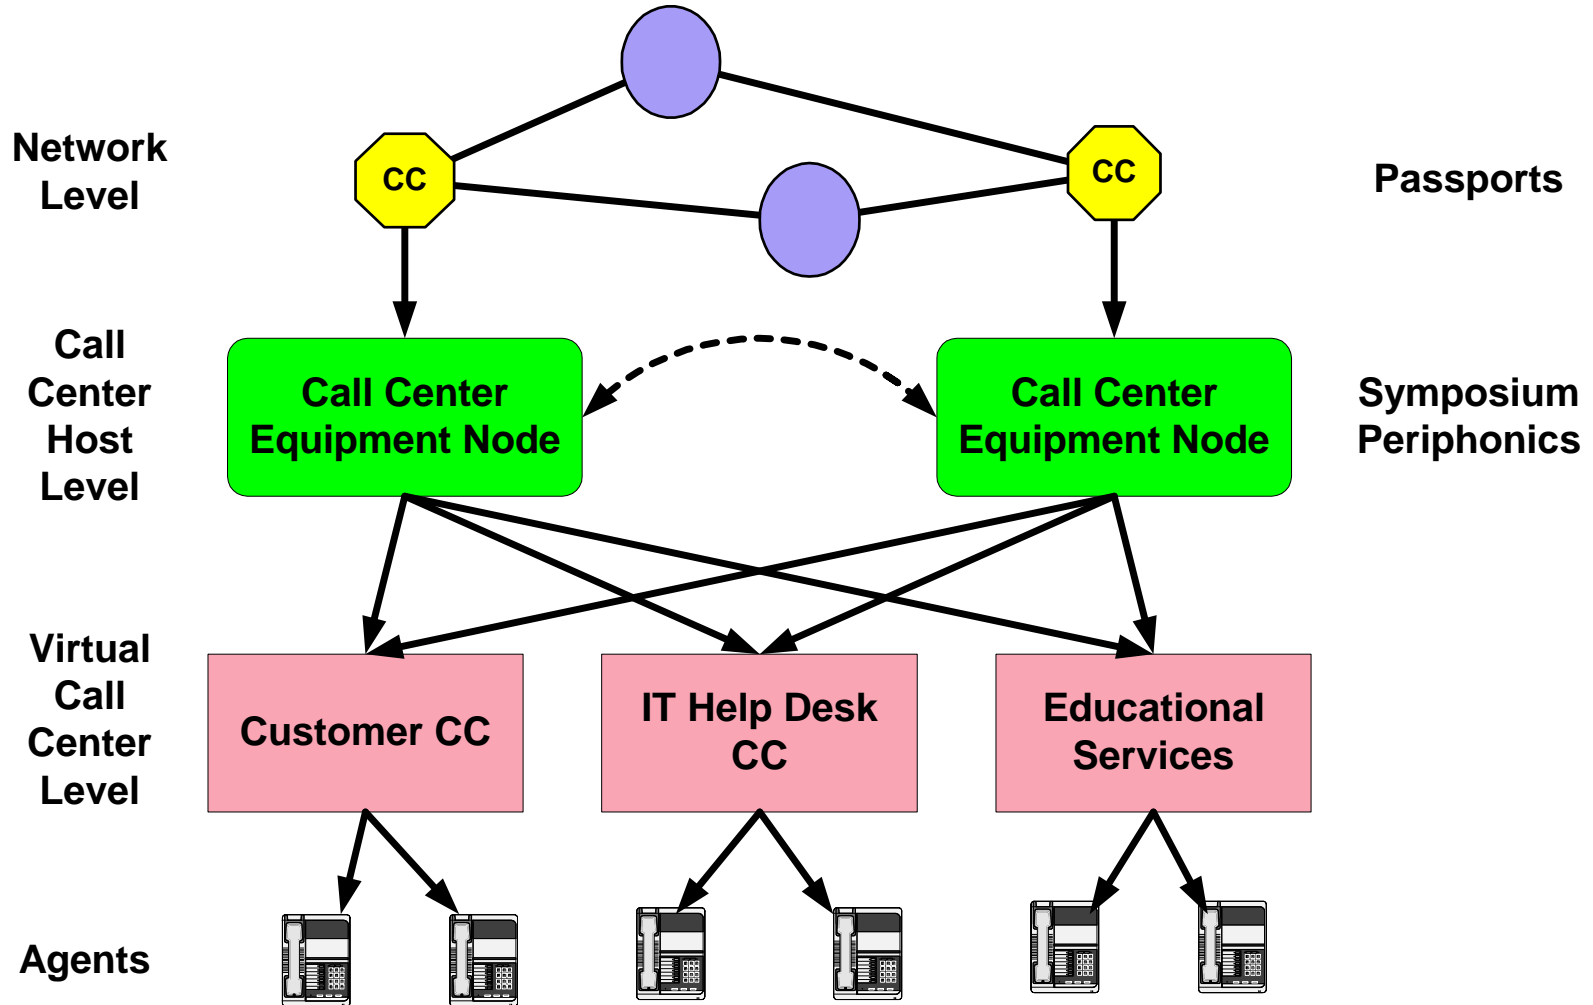 Network
Level
CC
CC
Passports
Call
Center
Host
Level
Call Center
Equipment Node
Call Center
Equipment Node
Symposium
Periphonics
Virtual
Call
Center
Level
Customer CC
IT Help Desk
CC
Educational
Services
Agents